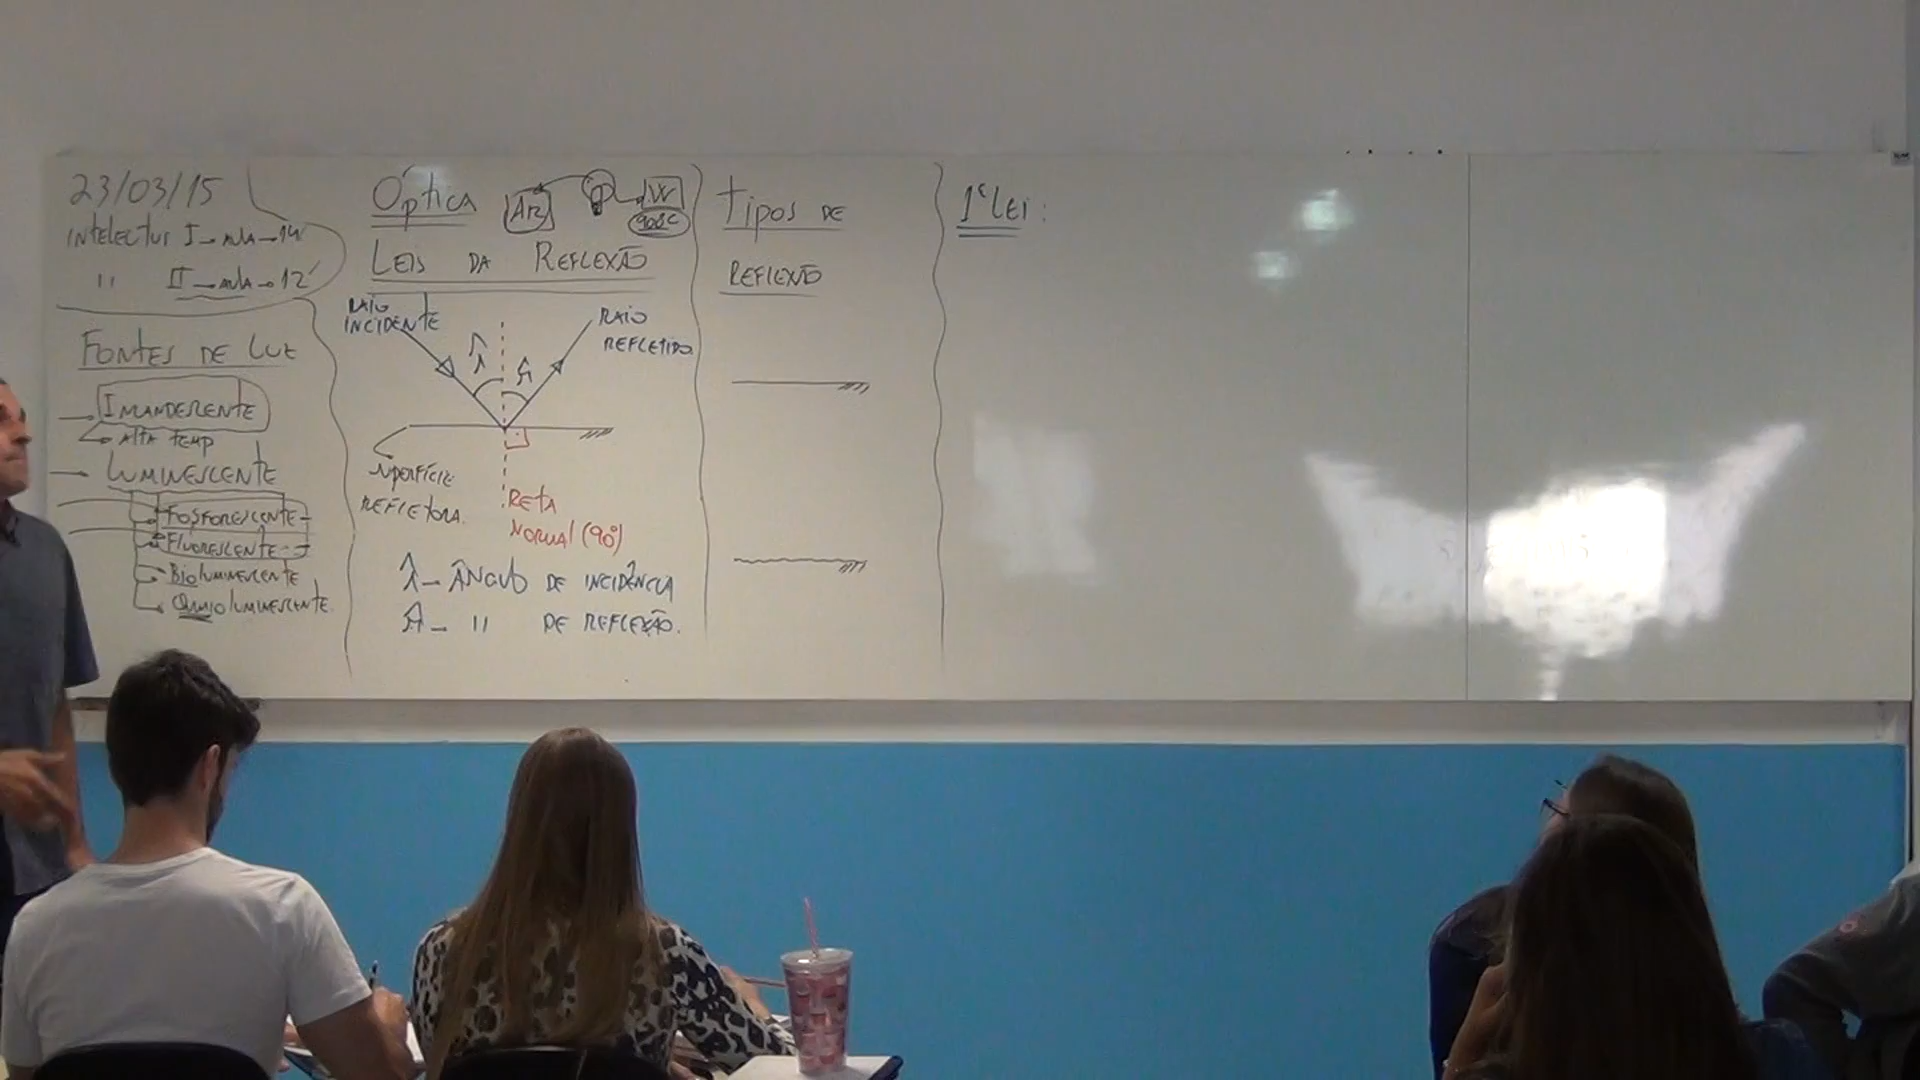 23/03/15
INTELECTUS I - AULA - 14
" II - AULA - 12
FONTES DE LUZ
INCANDESCENTE
ALTA TEMP
LUMINESCENTE
FOSFORESCENTE
FLUORESCENTE
BIOLUMINESCENTE
QUIMIOLUMINESCENTE
Óptica
Ar W
LEIS DA REFLEXÃO
RAIO
INCIDENTE
RAIO
REFLETIDO
î
r̂
SUPERFÍCIE
REFLETORA.
RETA
NORMAL (90°)
î - ÂNGULO DE INCIDÊNCIA
r̂ - " DE REFLEXÃO.
TIPOS DE
REFLEXÃO
1ª LEI: